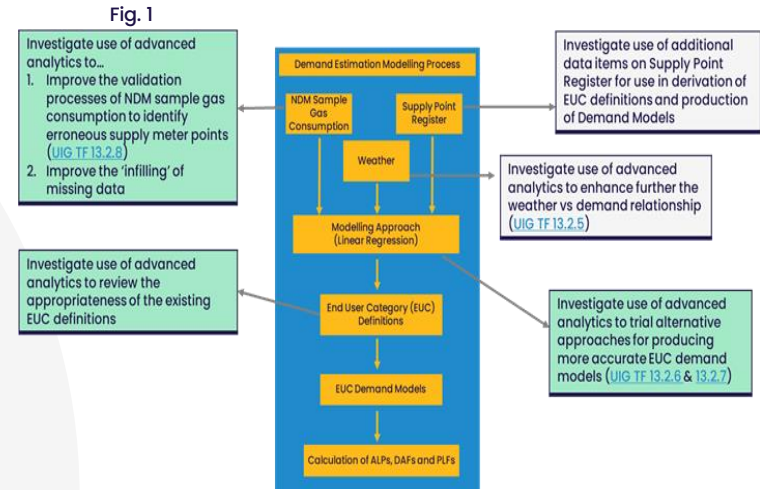 Fig. 1
Investigate use of advanced
analytics to...
1. Improve the validation
processes of NDM sample gas
consumption to identify
erroneous supply meter points
(UIG TF 13.2.8)
2. Improve the 'infilling' of
missing data
Demand Estimation Modelling Process
NDM Sample
Gas
Consumption
Supply Point
Register
Weather
Modelling Approach
(Linear Regression)
End User Category (EUC)
Definitions
EUC Demand Models
Calculation of ALPs, DAFs and PLFs
Investigate use of additional
data items on Supply Point
Register for use in derivation of
EUC definitions and production
of Demand Models
Investigate use of advanced
analytics to enhance further the
weather vs demand relationship
(UIG TF 13.2.5)
Investigate use of advanced
analytics to review the
appropriateness of the existing
EUC definitions
Investigate use of advanced
analytics to trial alternative
approaches for producing
more accurate EUC demand
models (UIG TF 13.2.6 & 13.2.7)